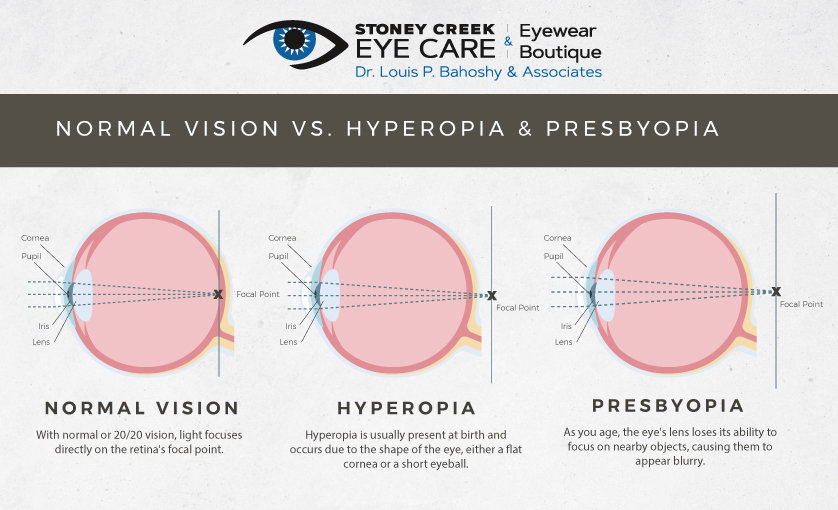 STONEY CREEK
EYE CARE
& Eyewear
Boutique
Dr. Louis P. Bahoshy & Associates
NORMAL VISION VS. HYPEROPIA & PRESBYOPIA
Cornea
Pupil
Iris
Lens
X
Focal Point
NORMAL VISION
With normal or 20/20 vision, light focuses
directly on the retina's focal point.
Cornea
Pupil
Iris
Lens
X
Focal Point
HYPEROPIA
Hyperopia is usually present at birth and
occurs due to the shape of the eye, either a flat
cornea or a short eyeball.
Cornea
Pupil
Iris
Lens
X
Focal Point
PRESBYOPIA
As you age, the eye's lens loses its ability to
focus on nearby objects, causing them to
appear blurry.